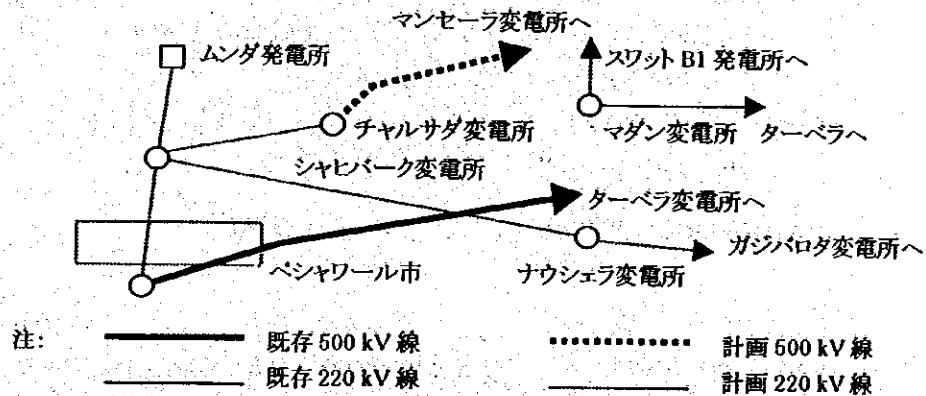 マンセーラ変電所へ
ムンダ発電所
スワット B1 発電所へ
チャルサダ変電所
マダン変電所 ターベラへ
シャヒバーク変電所
ターベラ変電所へ
ガジバロタ変電所へ
ペシャワール市
ナウシェラ変電所
注:
既存 500 kV 線
計画 500 kV 線
既存 220 kV 線
計画 220 kV 線